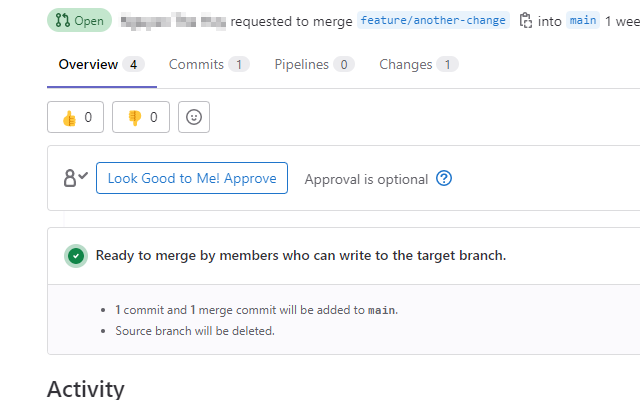 Open requested to merge feature/another-change into main 1 wee
Overview 4 Commits 1 Pipelines 0 Changes 1
👍 0 👎 0
Look Good to Me! Approve Approval is optional
Ready to merge by members who can write to the target branch.
• 1 commit and 1 merge commit will be added to main.
• Source branch will be deleted.
Activity